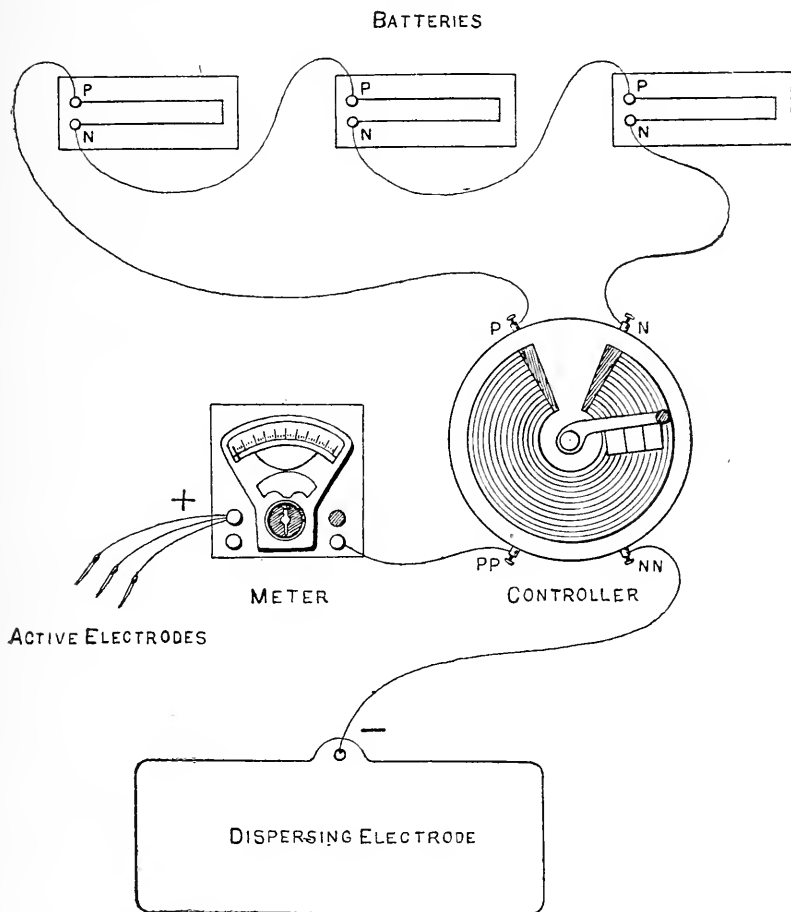 BATTERIES
P P P
N N N
P N
+
PP NN
METER CONTROLLER
ACTIVE ELECTRODES
−
DISPERSING ELECTRODE